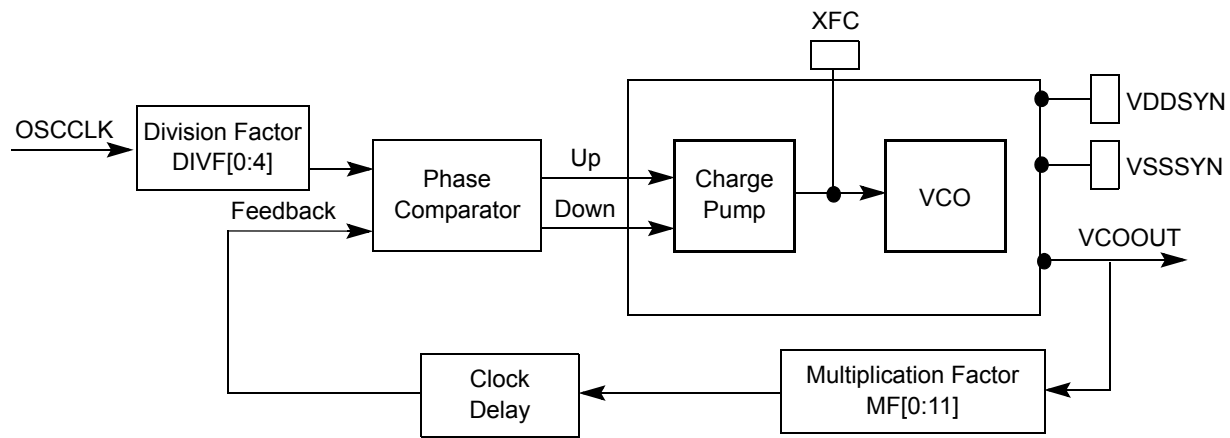 XFC
VDDSYN
OSCCLK
Division Factor
DIVF[0:4]
Up
VSSSYN
Phase
Comparator
Charge
Pump
VCO
Feedback
Down
VCOOUT
Clock
Delay
Multiplication Factor
MF[0:11]